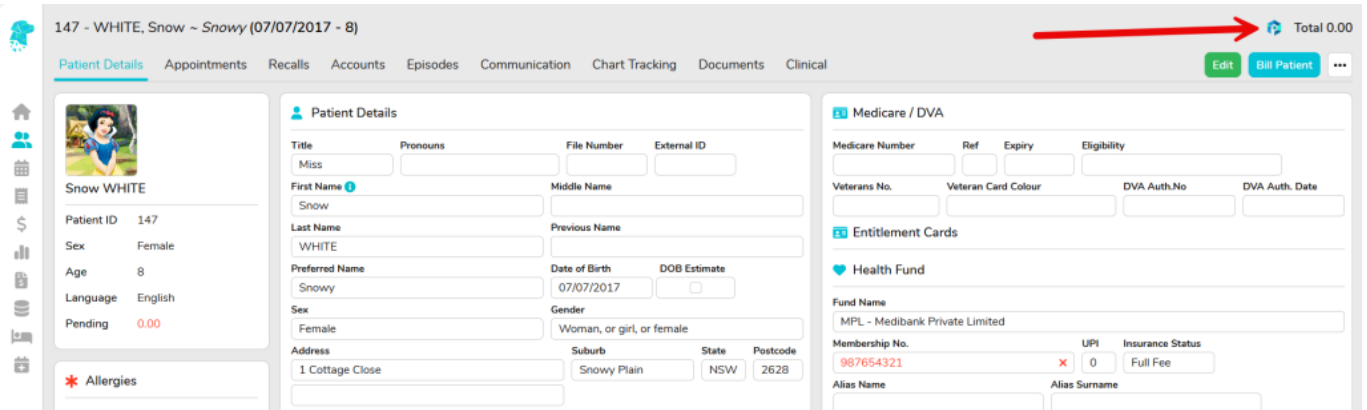 147 - WHITE, Snow ~ Snowy (07/07/2017 - 8)
Total 0.00
Patient Details Appointments Recalls Accounts Episodes Communication Chart Tracking Documents Clinical
Edit Bill Patient
Snow WHITE
Patient ID 147
Sex Female
Age 8
Language English
Pending 0.00
Allergies
Patient Details
Title Pronouns File Number External ID
Miss
First Name Middle Name
Snow
Last Name Previous Name
WHITE
Preferred Name Date of Birth DOB Estimate
Snowy 07/07/2017
Sex Gender
Female Woman, or girl, or female
Address Suburb State Postcode
1 Cottage Close Snowy Plain NSW 2628
Medicare / DVA
Medicare Number Ref Expiry Eligibility
Veterans No. Veteran Card Colour DVA Auth.No DVA Auth. Date
Entitlement Cards
Health Fund
Fund Name
MPL - Medibank Private Limited
Membership No. UPI Insurance Status
987654321 0 Full Fee
Alias Name Alias Surname